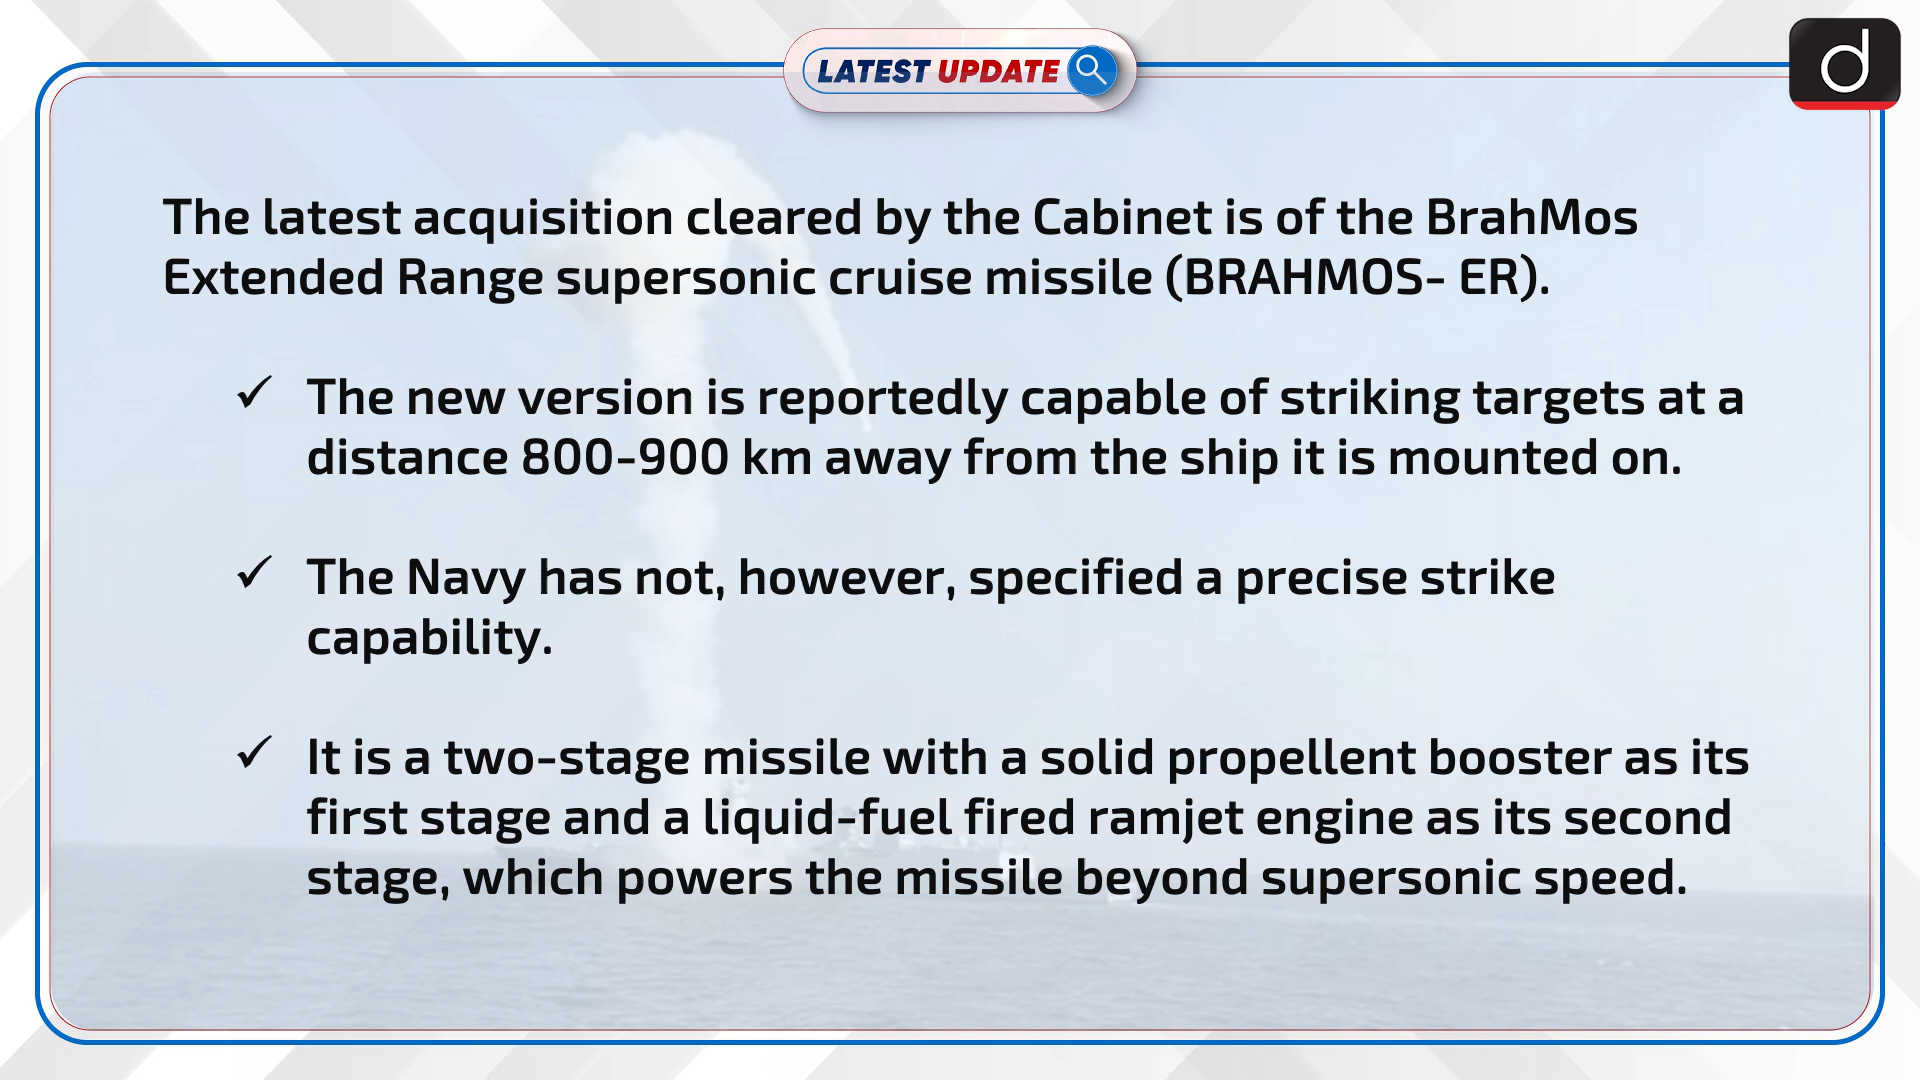 LATEST UPDATE
d
The latest acquisition cleared by the Cabinet is of the BrahMos
Extended Range supersonic cruise missile (BRAHMOS- ER).
✓ The new version is reportedly capable of striking targets at a
distance 800-900 km away from the ship it is mounted on.
✓ The Navy has not, however, specified a precise strike
capability.
✓ It is a two-stage missile with a solid propellent booster as its
first stage and a liquid-fuel fired ramjet engine as its second
stage, which powers the missile beyond supersonic speed.